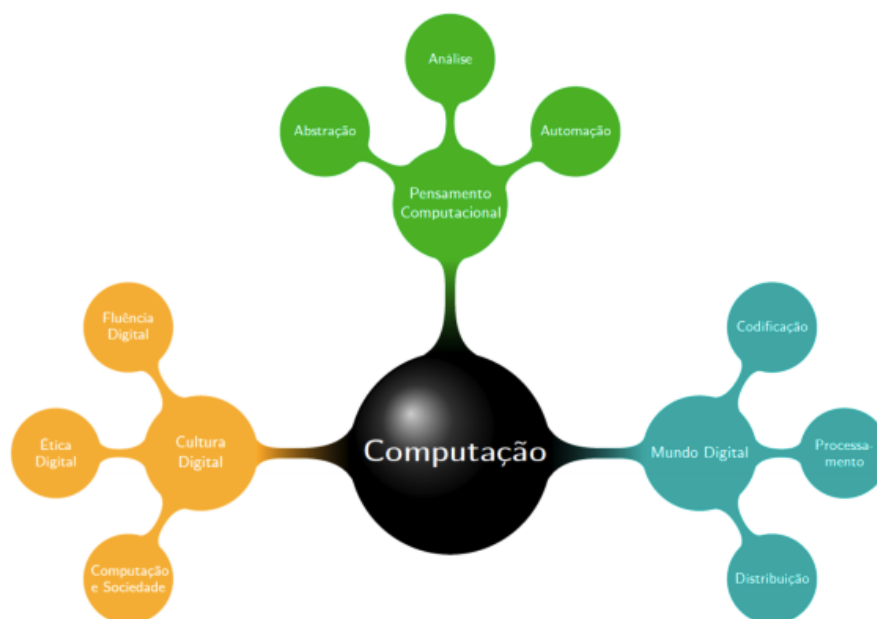 Análise
Abstração
Automação
Pensamento
Computacional
Fluência
Digital
Ética
Digital
Cultura
Digital
Computação
e Sociedade
Computação
Mundo Digital
Codificação
Processa-
mento
Distribuição